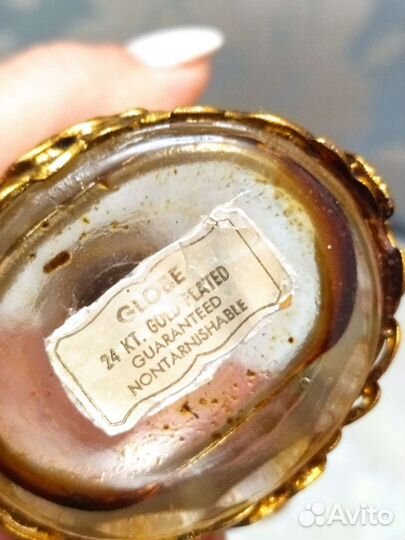 GLOBE
24 KT. GOLD PLATED
GUARANTEED
NONTARNISHABLE
Avito